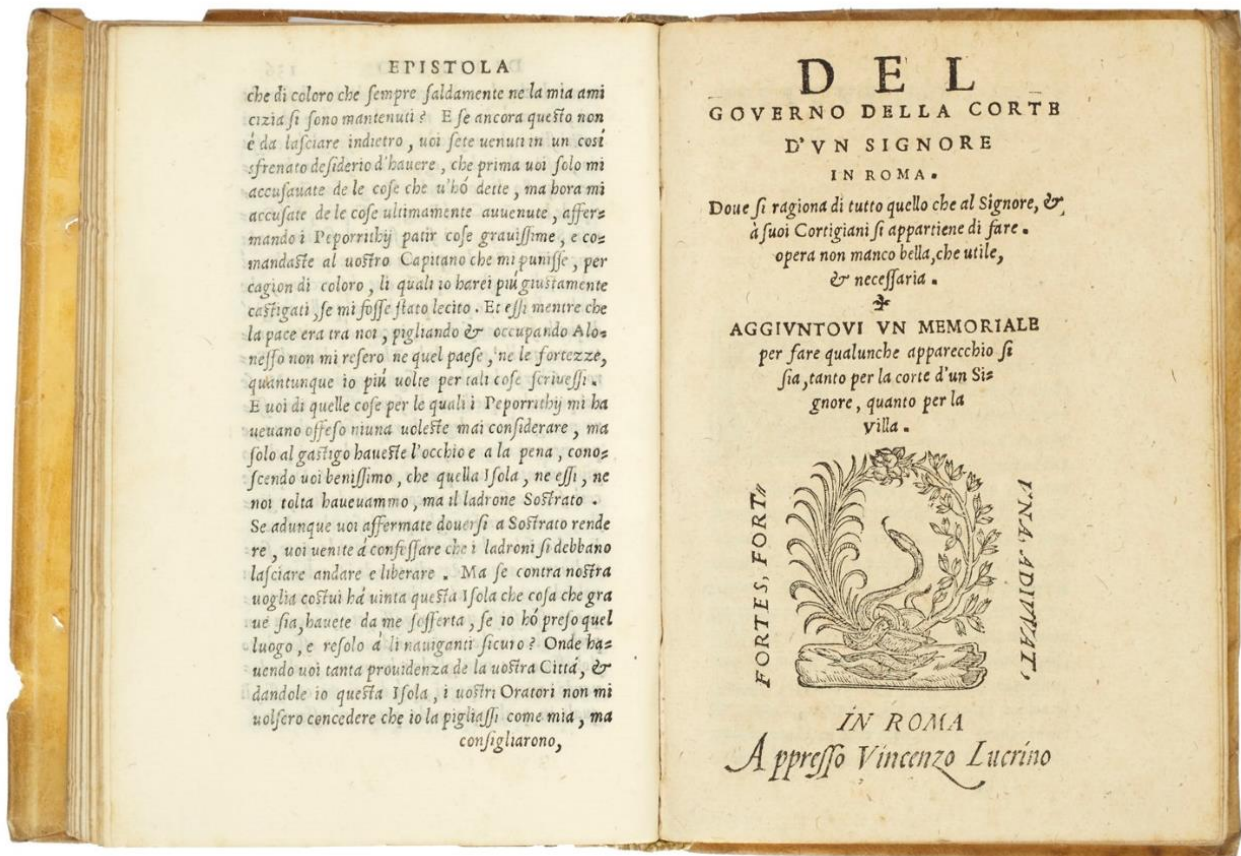 EPISTOLA
che di coloro che ſempre ſaldamente ne la mia ami
cizia ſi ſono mantenuti? E ſe ancora queſto non
é da laſciare indietro, uoi ſete uenuti in un coſi
sfrenato deſiderio d'hauere, che prima uoi ſolo mi
accuſauate de le coſe che u'hó dette, ma hora mi
accuſate de le coſe ultimamente auuenute, affer⸗
mando i Peporrithij patir coſe grauiſſime, e co⸗
mandaſte al uoſtro Capitano che mi puniſſe, per
cagion di coloro, li quali io harei piú giuſtamente
caſtigati, ſe mi foſſe ſtato lecito. Et eſſi mentre che
la pace era tra noi, pigliando & occupando Alo⸗
neſſo non mi reſero ne quel paeſe, ne le fortezze,
quantunque io piú uolte per tali coſe ſcriueſſi.
E uoi di quelle coſe per le quali i Peporrithij mi ha
ueuano offeſo niuna uoleſte mai conſiderare, ma
ſolo al gaſtigo haueſte l'occhio e a la pena, cono⸗
ſcendo uoi beniſſimo, che quella Iſola, ne eſſi, ne
noi tolta haueuammo, ma il ladrone Soſtrato.
Se adunque uoi affermate douerſi a Soſtrato rende
re, uoi uenite á confeſſare che i ladroni ſi debbano
laſciare andare e liberare. Ma ſe contra noſtra
uoglia coſtui há uinta queſta Iſola che coſa che gra
ue ſia, hauete da me ſofferta, ſe io hó preſo quel
luogo, e reſolo á li nauiganti ſicuro? Onde ha⸗
uendo uoi tanta prouidenza de la uoſtra Cittá, &
dandole io queſta Iſola, i uoſtri Oratori non mi
uolſero concedere che io la pigliaſſi come mia, ma
conſigliarono,
DEL
GOVERNO DELLA CORTE
D'VN SIGNORE
IN ROMA.
Doue ſi ragiona di tutto quello che al Signore, &
à ſuoi Cortigiani ſi appartiene di fare.
opera non manco bella, che utile,
& neceſſaria.
AGGIVNTOVI VN MEMORIALE
per fare qualunche apparecchio ſi
ſia, tanto per la corte d'un Si⸗
gnore, quanto per la
Villa.
FORTES, FORT⸗
VNA ADIVVAT,
IN ROMA
Appreſſo Vincenzo Lucrino